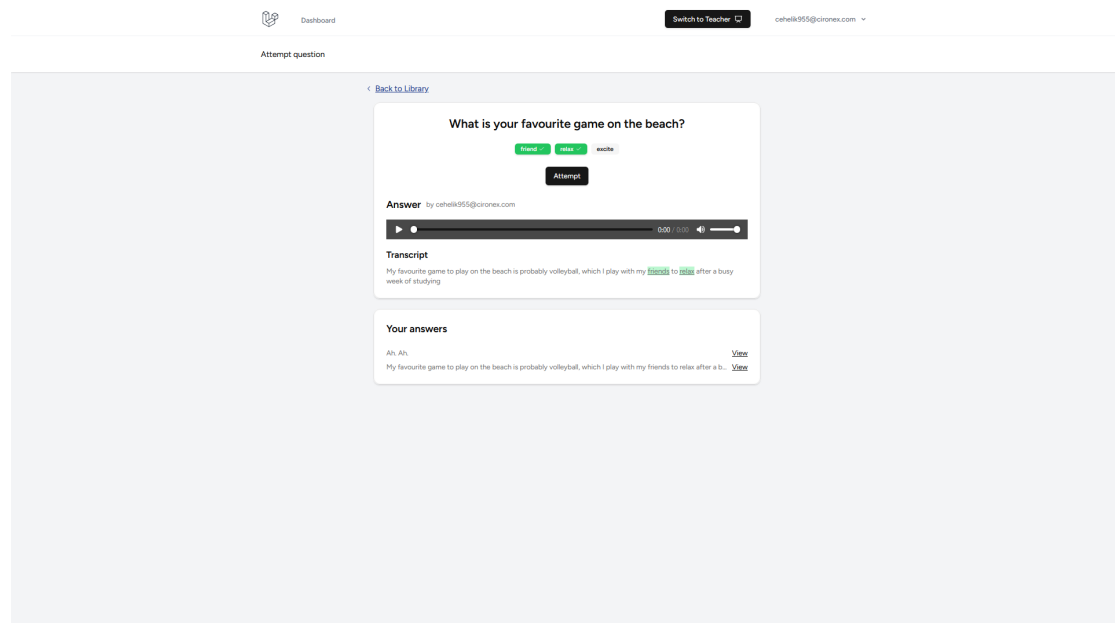 Dashboard
Switch to Teacher
cehelik955@cironex.com
Attempt question
Back to Library
What is your favourite game on the beach?
friend relax excite
Attempt
Answer by cehelik955@cironex.com
0:00 / 0:00
Transcript
My favourite game to play on the beach is probably volleyball, which I play with my friends to relax after a busy
week of studying
Your answers
Ah. Ah. View
My favourite game to play on the beach is probably volleyball, which I play with my friends to relax after a b... View